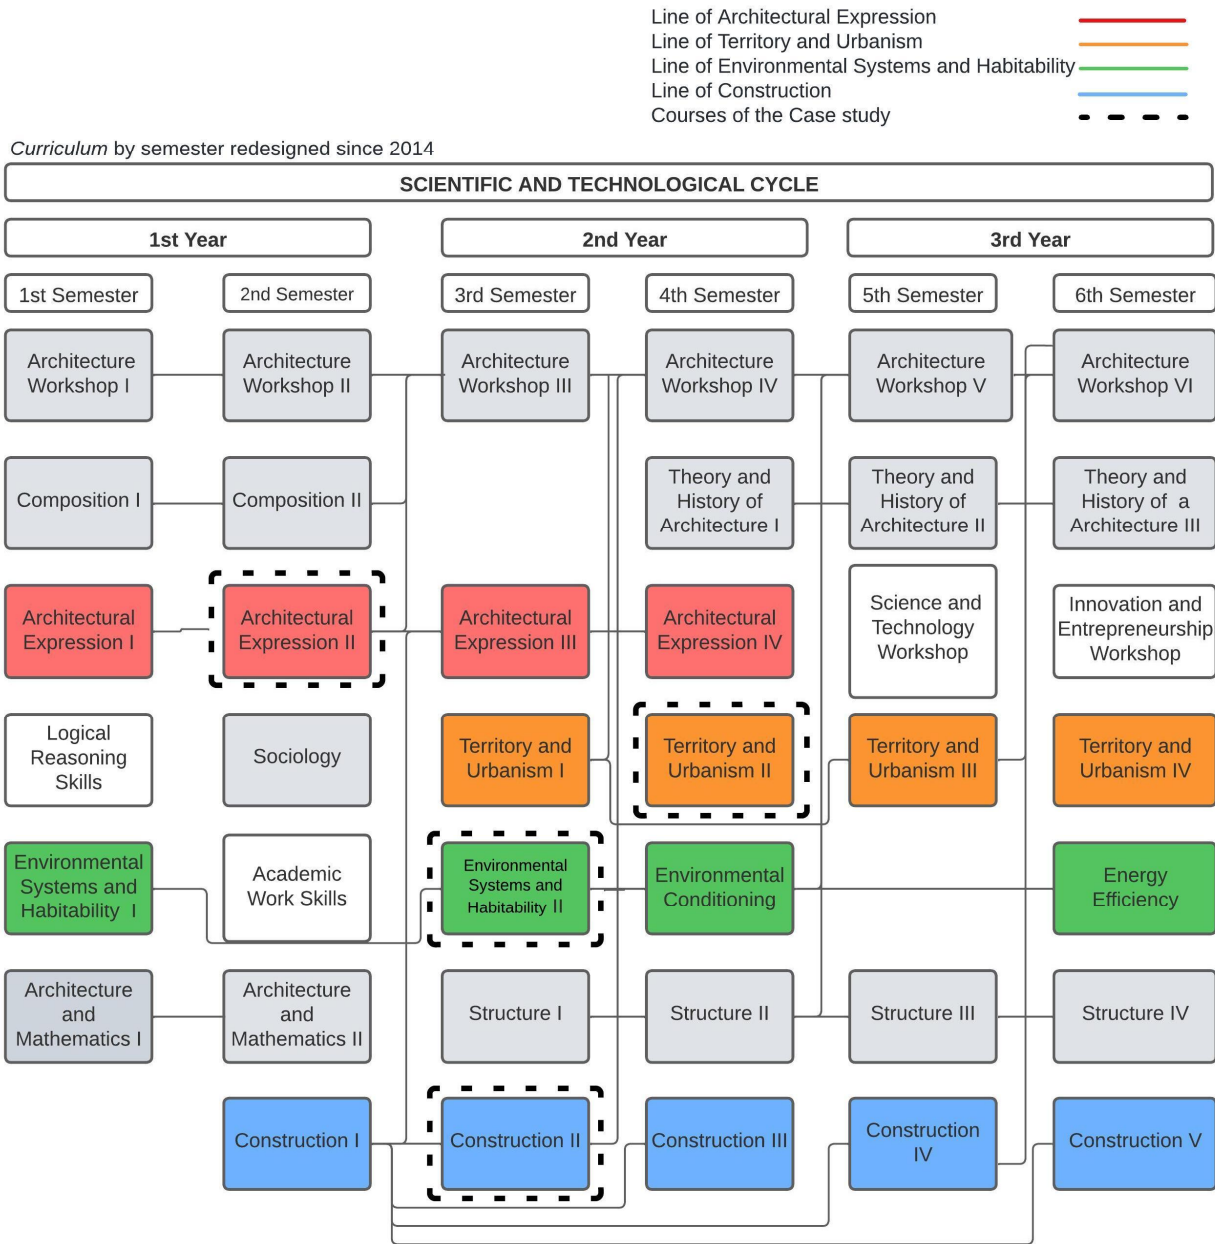 Line of Architectural Expression
Line of Territory and Urbanism
Line of Environmental Systems and Habitability
Line of Construction
Courses of the Case study
Curriculum by semester redesigned since 2014
SCIENTIFIC AND TECHNOLOGICAL CYCLE
1st Year
2nd Year
3rd Year
1st Semester
2nd Semester
3rd Semester
4th Semester
5th Semester
6th Semester
Architecture
Workshop I
Architecture
Workshop II
Architecture
Workshop III
Architecture
Workshop IV
Architecture
Workshop V
Architecture
Workshop VI
Composition I
Composition II
Theory and
History of
Architecture I
Theory and
History of
Architecture II
Theory and
History of a
Architecture III
Architectural
Expression I
Architectural
Expression II
Architectural
Expression III
Architectural
Expression IV
Science and
Technology
Workshop
Innovation and
Entrepreneurship
Workshop
Logical
Reasoning
Skills
Sociology
Territory and
Urbanism I
Territory and
Urbanism II
Territory and
Urbanism III
Territory and
Urbanism IV
Environmental
Systems and
Habitability I
Academic
Work Skills
Environmental
Systems and
Habitability II
Environmental
Conditioning
Energy
Efficiency
Architecture
and
Mathematics I
Architecture
and
Mathematics II
Structure I
Structure II
Structure III
Structure IV
Construction I
Construction II
Construction III
Construction
IV
Construction V